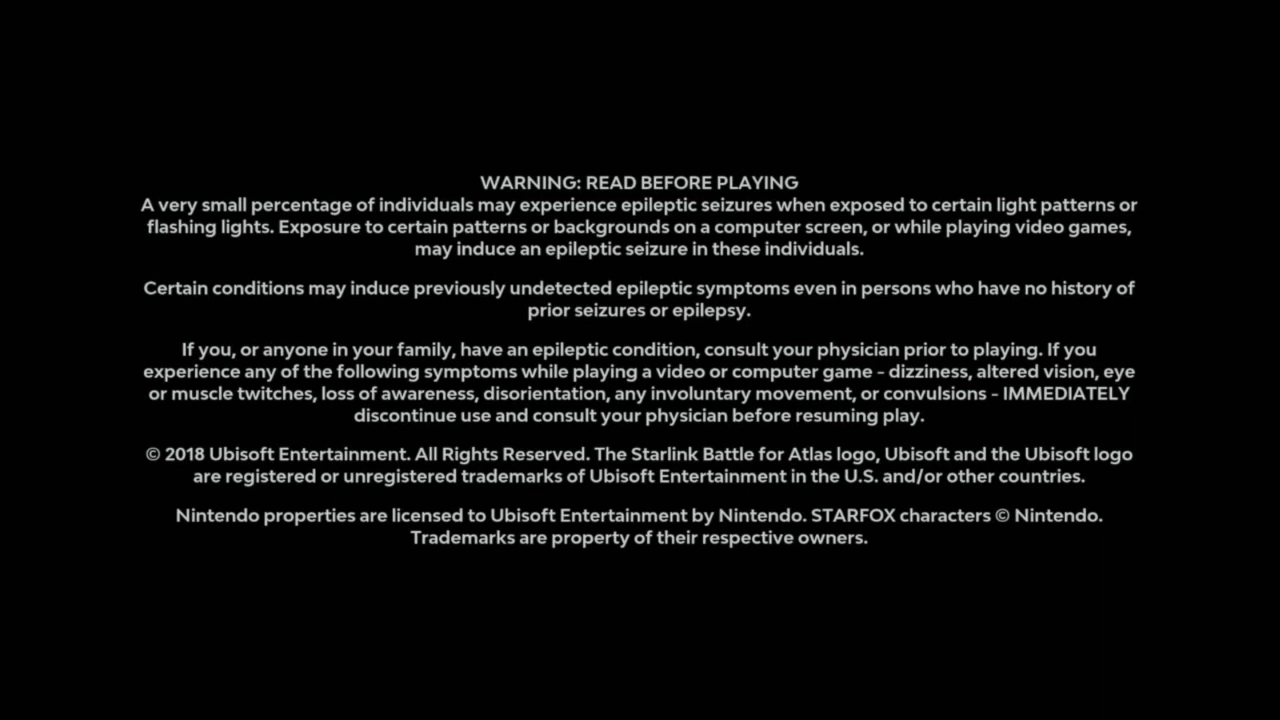 WARNING: READ BEFORE PLAYING
A very small percentage of individuals may experience epileptic seizures when exposed to certain light patterns or
flashing lights. Exposure to certain patterns or backgrounds on a computer screen, or while playing video games,
may induce an epileptic seizure in these individuals.
Certain conditions may induce previously undetected epileptic symptoms even in persons who have no history of
prior seizures or epilepsy.
If you, or anyone in your family, have an epileptic condition, consult your physician prior to playing. If you
experience any of the following symptoms while playing a video or computer game - dizziness, altered vision, eye
or muscle twitches, loss of awareness, disorientation, any involuntary movement, or convulsions - IMMEDIATELY
discontinue use and consult your physician before resuming play.
© 2018 Ubisoft Entertainment. All Rights Reserved. The Starlink Battle for Atlas logo, Ubisoft and the Ubisoft logo
are registered or unregistered trademarks of Ubisoft Entertainment in the U.S. and/or other countries.
Nintendo properties are licensed to Ubisoft Entertainment by Nintendo. STARFOX characters © Nintendo.
Trademarks are property of their respective owners.